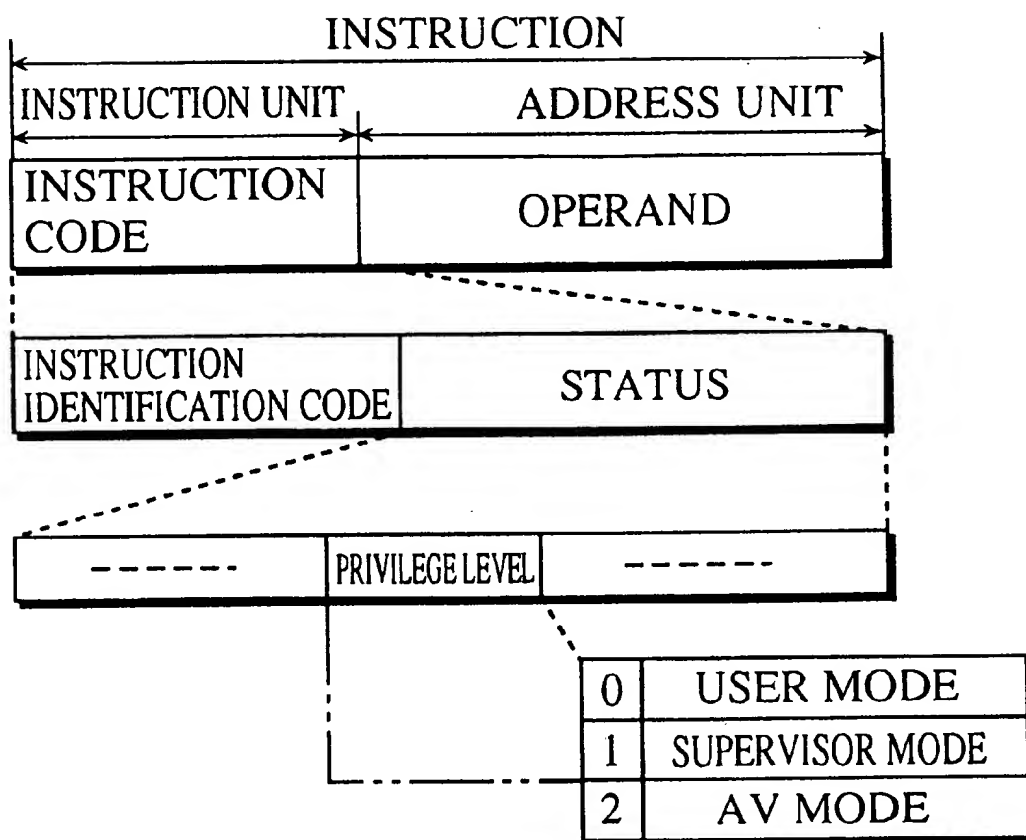 INSTRUCTION
INSTRUCTION UNIT
ADDRESS UNIT
INSTRUCTION
CODE
OPERAND
INSTRUCTION
IDENTIFICATION CODE
STATUS
PRIVILEGE LEVEL
0 USER MODE
1 SUPERVISOR MODE
2 AV MODE